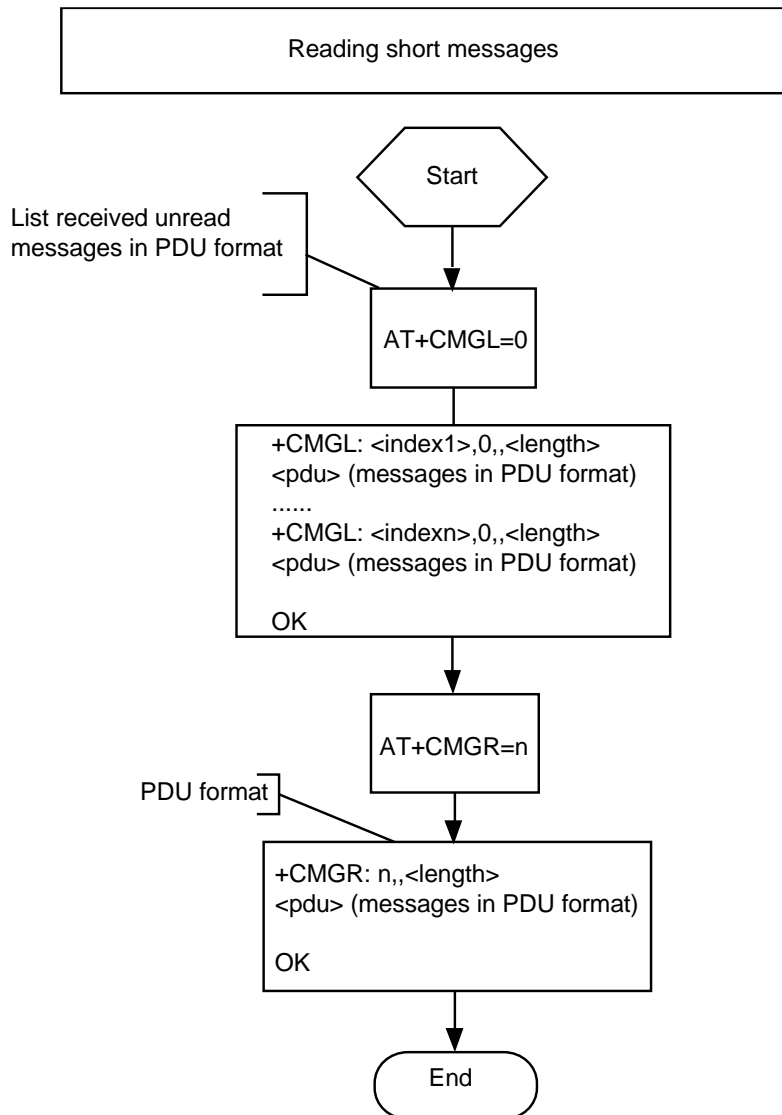 Reading short messages
Start
List received unread
messages in PDU format
AT+CMGL=0
+CMGL: <index1>,0,,<length>
<pdu> (messages in PDU format)
......
+CMGL: <indexn>,0,,<length>
<pdu> (messages in PDU format)
OK
AT+CMGR=n
PDU format
+CMGR: n,,<length>
<pdu> (messages in PDU format)
OK
End